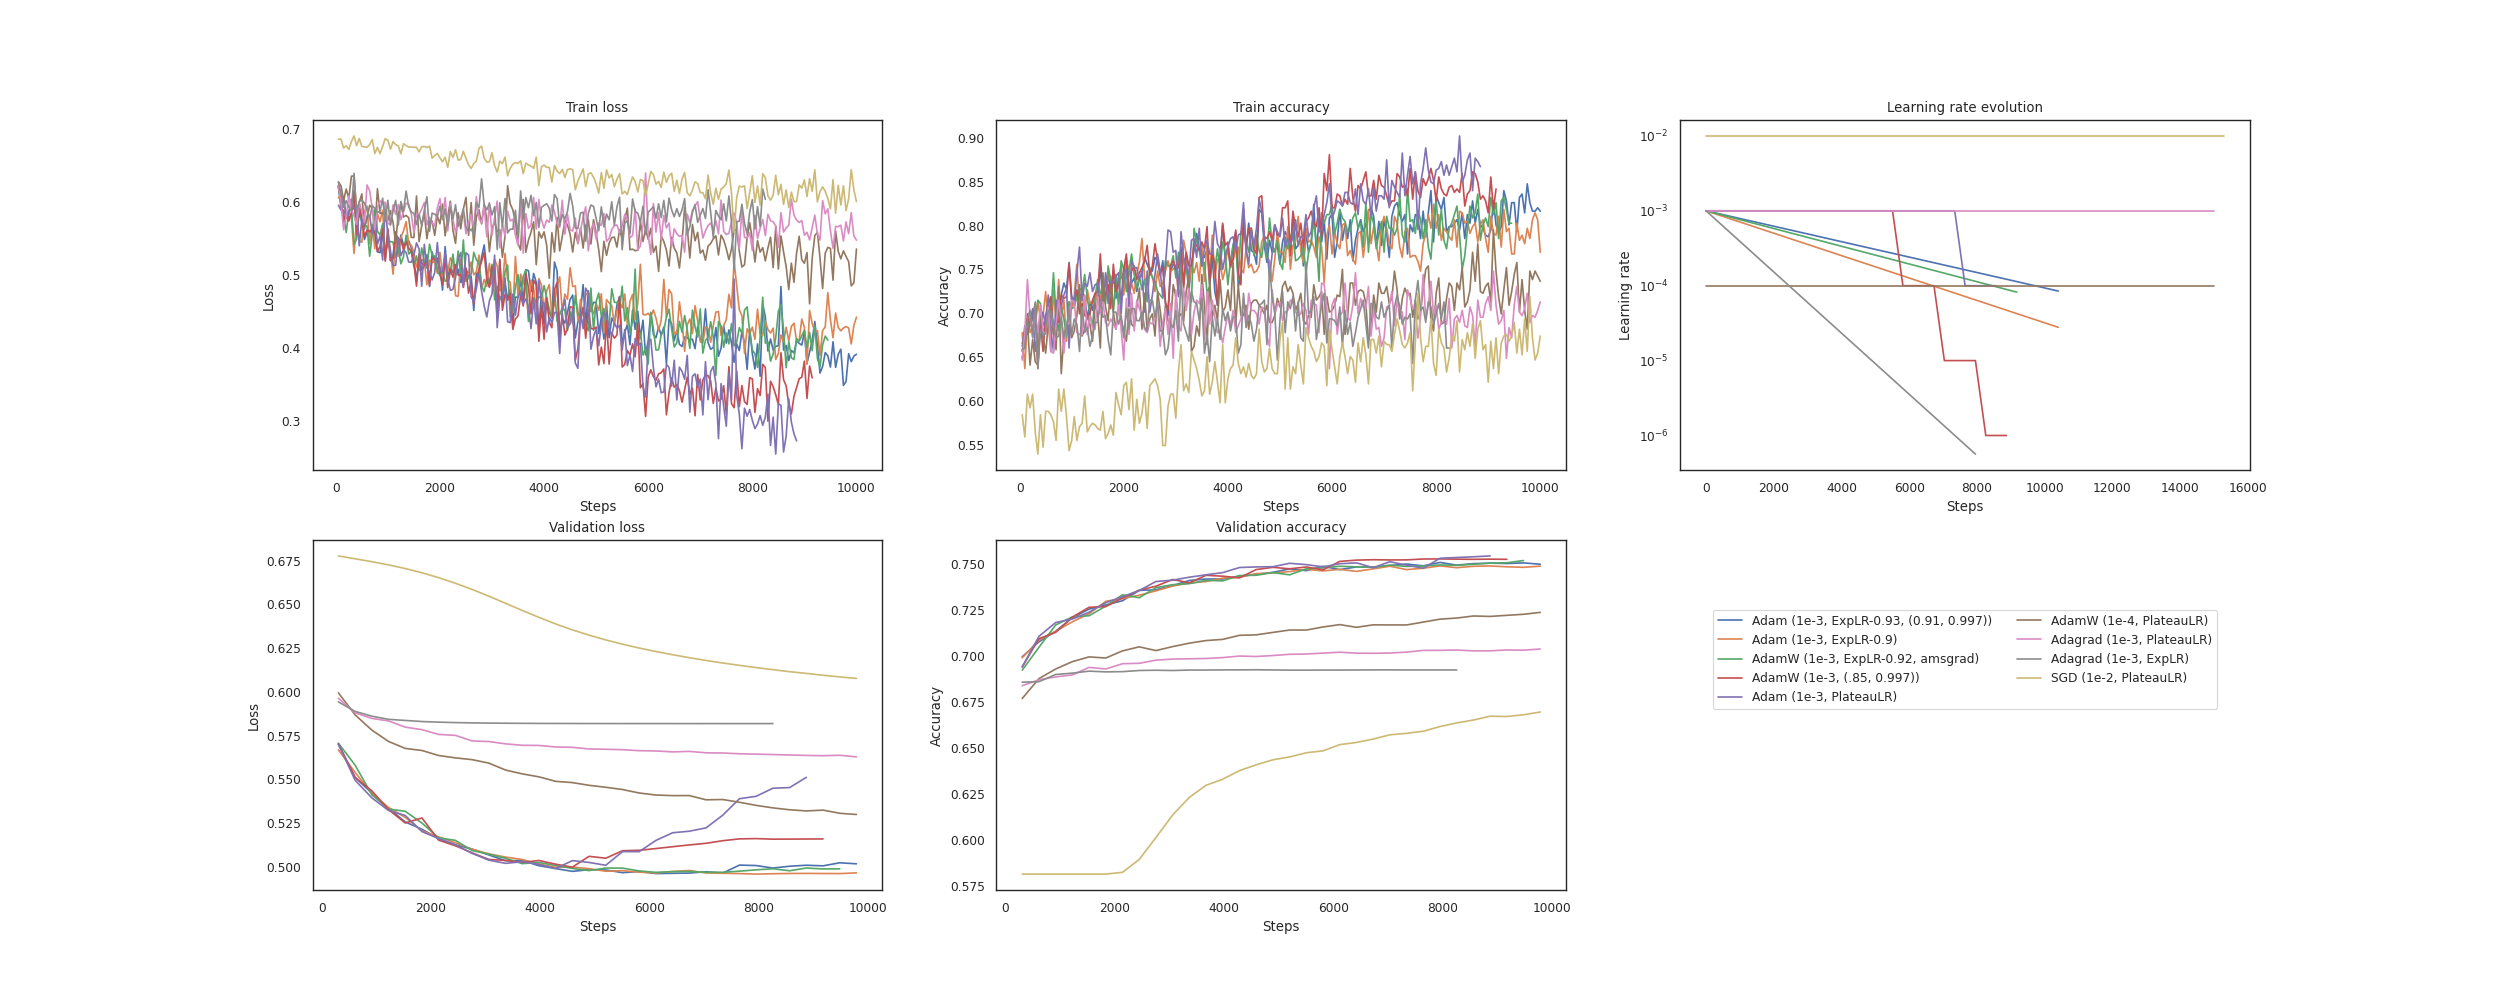 Train loss
0.7
0.6
0.5
0.4
0.3
Loss
0 2000 4000 6000 8000 10000
Steps
Train accuracy
0.90
0.85
0.80
0.75
0.70
0.65
0.60
0.55
Accuracy
0 2000 4000 6000 8000 10000
Steps
Learning rate evolution
10⁻²
10⁻³
10⁻⁴
10⁻⁵
10⁻⁶
Learning rate
0 2000 4000 6000 8000 10000 12000 14000 16000
Steps
Validation loss
0.675
0.650
0.625
0.600
0.575
0.550
0.525
0.500
Loss
0 2000 4000 6000 8000 10000
Steps
Validation accuracy
0.750
0.725
0.700
0.675
0.650
0.625
0.600
0.575
Accuracy
0 2000 4000 6000 8000 10000
Steps
Adam (1e-3, ExpLR-0.93, (0.91, 0.997))
Adam (1e-3, ExpLR-0.9)
AdamW (1e-3, ExpLR-0.92, amsgrad)
AdamW (1e-3, (.85, 0.997))
Adam (1e-3, PlateauLR)
AdamW (1e-4, PlateauLR)
Adagrad (1e-3, PlateauLR)
Adagrad (1e-3, ExpLR)
SGD (1e-2, PlateauLR)